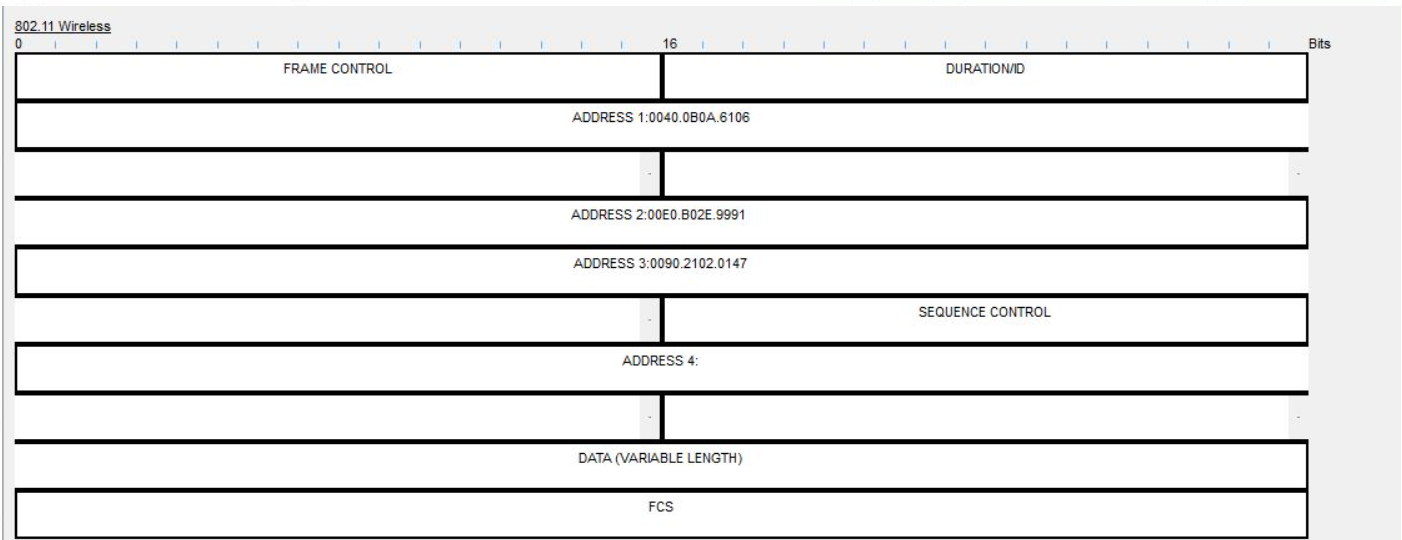 802.11 Wireless
0 16 Bits
FRAME CONTROL DURATION/ID
ADDRESS 1:0040.0B0A.6106
ADDRESS 2:00E0.B02E.9991
ADDRESS 3:0090.2102.0147
SEQUENCE CONTROL
ADDRESS 4:
DATA (VARIABLE LENGTH)
FCS